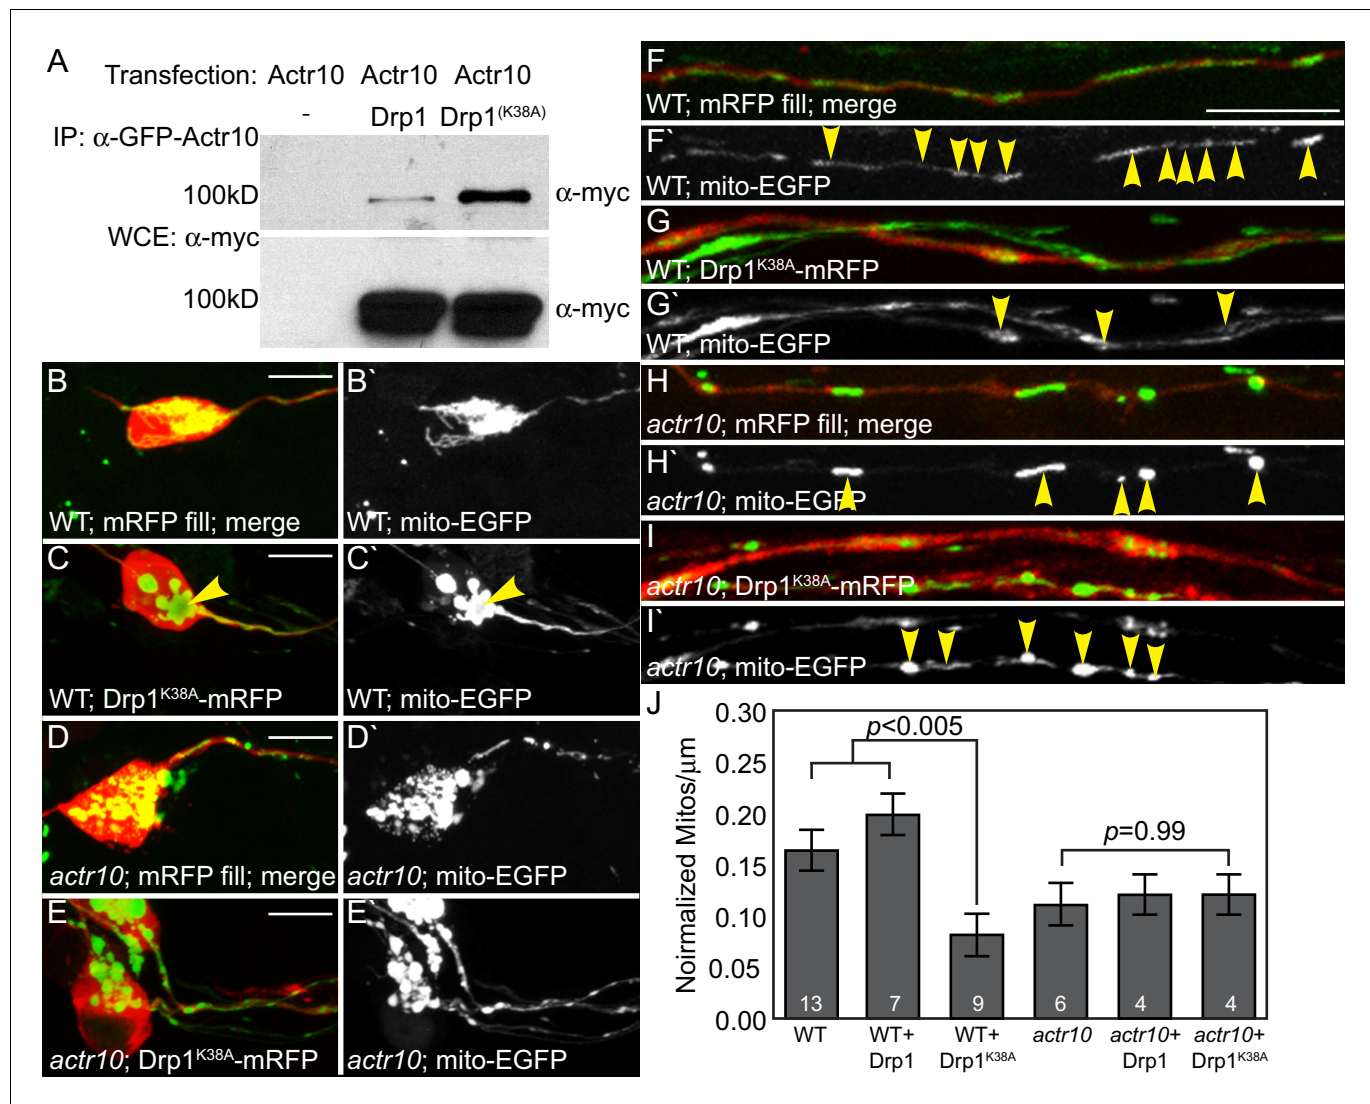 A
Transfection: Actr10 Actr10 Actr10
- Drp1 Drp1(K38A)
IP: α-GFP-Actr10
100kD α-myc
WCE: α-myc
100kD α-myc
B
WT; mRFP fill; merge
B`
WT; mito-EGFP
C
WT; Drp1K38A-mRFP
C`
WT; mito-EGFP
D
actr10; mRFP fill; merge
D`
actr10; mito-EGFP
E
actr10; Drp1K38A-mRFP
E`
actr10; mito-EGFP
F
WT; mRFP fill; merge
F`
WT; mito-EGFP
G
WT; Drp1K38A-mRFP
G`
WT; mito-EGFP
H
actr10; mRFP fill; merge
H`
actr10; mito-EGFP
I
actr10; Drp1K38A-mRFP
I`
actr10; mito-EGFP
J
Noirmalized Mitos/μm
0.30
0.25
0.20
0.15
0.10
0.05
0.00
p<0.005
p=0.99
13 7 9 6 4 4
WT WT+ WT+ actr10 actr10+ actr10+
Drp1 Drp1K38A Drp1 Drp1K38A